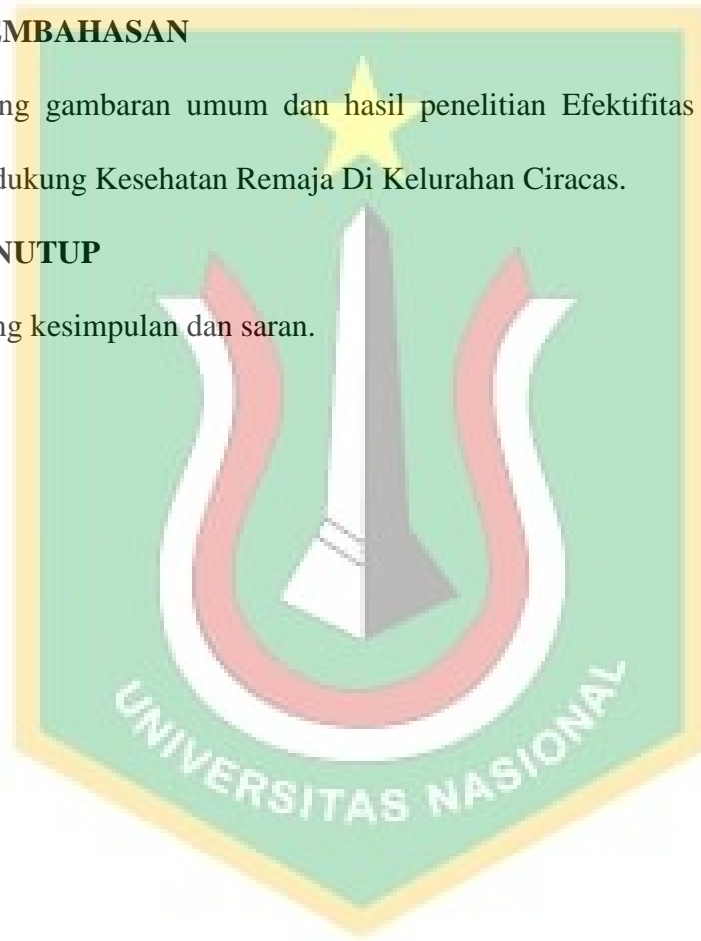 EMBAHASAN
ng gambaran umum dan hasil penelitian Efektifitas
dukung Kesehatan Remaja Di Kelurahan Ciracas.
NUTUP
ng kesimpulan dan saran.
UNIVERSITAS NASIONAL